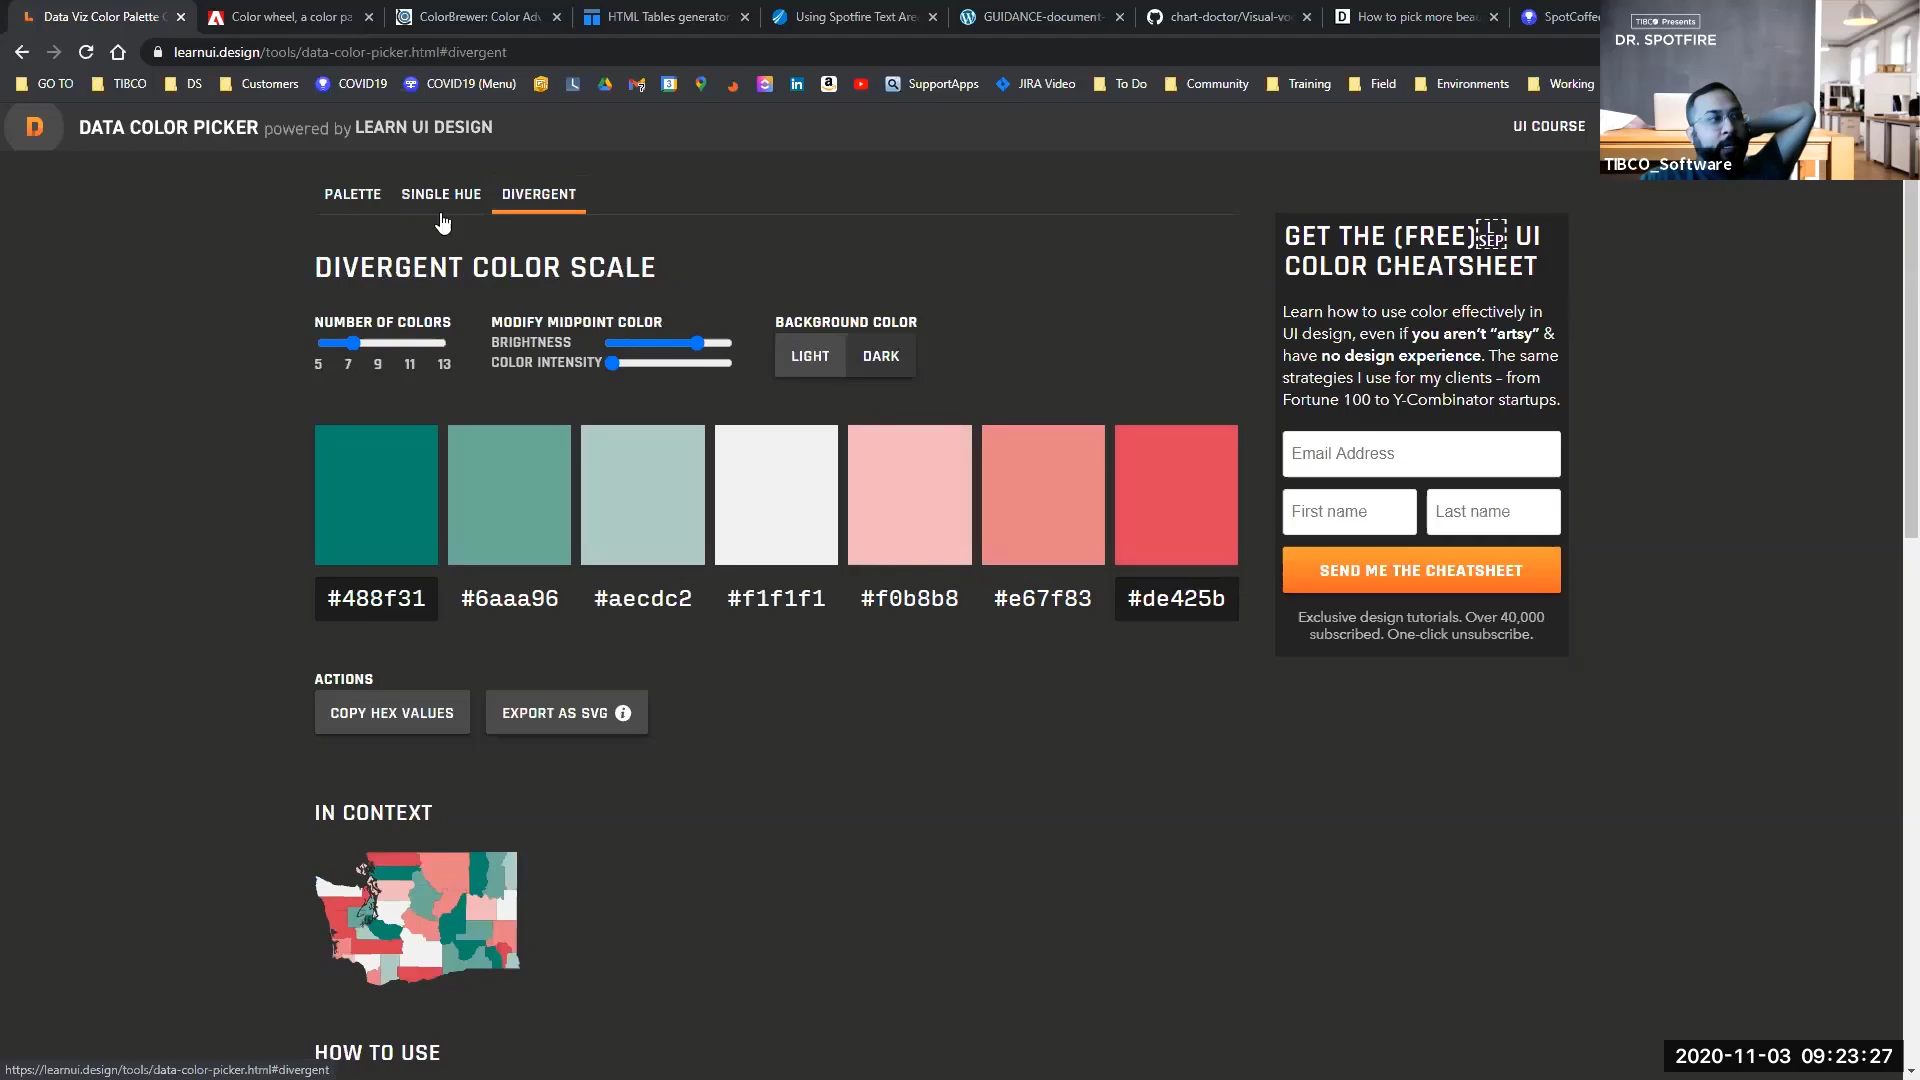 Data Viz Color Palette
Color wheel, a color pa
ColorBrewer: Color Adv
HTML Tables generator
Using Spotfire Text Are
GUIDANCE-document
chart-doctor/Visual-vo
How to pick more beau
SpotCoffe
learnui.design/tools/data-color-picker.html#divergent
GO TO
TIBCO
DS
Customers
COVID19
COVID19 (Menu)
SupportApps
JIRA Video
To Do
Community
Training
Field
Environments
Working
TIBCO Presents
DR. SPOTFIRE
TIBCO_Software
D
DATA COLOR PICKER powered by LEARN UI DESIGN
UI COURSE
PALETTE
SINGLE HUE
DIVERGENT
DIVERGENT COLOR SCALE
NUMBER OF COLORS
5 7 9 11 13
MODIFY MIDPOINT COLOR
BRIGHTNESS
COLOR INTENSITY
BACKGROUND COLOR
LIGHT
DARK
#488f31
#6aaa96
#aecdc2
#f1f1f1
#f0b8b8
#e67f83
#de425b
ACTIONS
COPY HEX VALUES
EXPORT AS SVG i
IN CONTEXT
HOW TO USE
GET THE (FREE) L SEP UI
COLOR CHEATSHEET
Learn how to use color effectively in
UI design, even if you aren't “artsy” &
have no design experience. The same
strategies I use for my clients – from
Fortune 100 to Y-Combinator startups.
Email Address
First name
Last name
SEND ME THE CHEATSHEET
Exclusive design tutorials. Over 40,000
subscribed. One-click unsubscribe.
https://learnui.design/tools/data-color-picker.html#divergent
2020-11-03 09:23:27